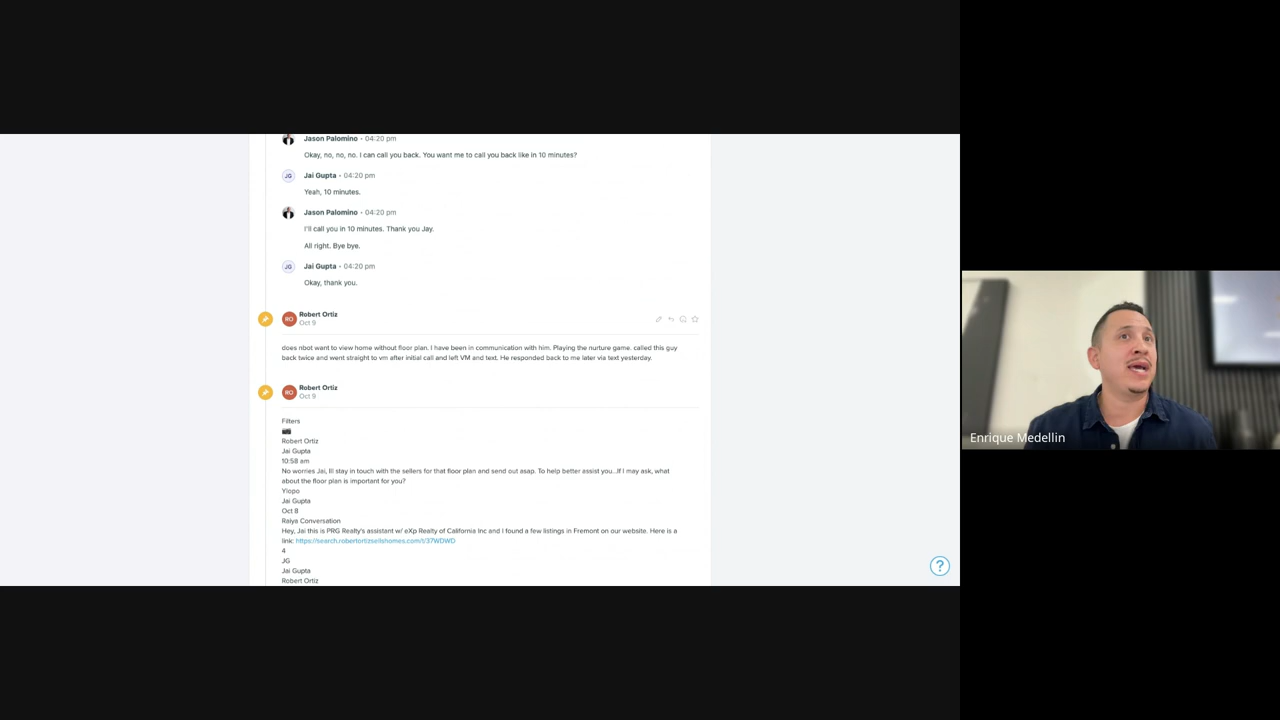 Jason Palomino • 04:20 pm
Okay, no, no, no. I can call you back. You want me to call you back like in 10 minutes?
JG Jai Gupta • 04:20 pm
Yeah, 10 minutes.
Jason Palomino • 04:20 pm
I'll call you in 10 minutes. Thank you Jay.
All right. Bye bye.
JG Jai Gupta • 04:20 pm
Okay, thank you.
RO Robert Ortiz
Oct 9
does nbot want to view home without floor plan. I have been in communication with him. Playing the nurture game. called this guy
back twice and went straight to vm after initial call and left VM and text. He responded back to me later via text yesterday.
RO Robert Ortiz
Oct 9
Filters
Robert Ortiz
Jai Gupta
10:58 am
No worries Jai, Ill stay in touch with the sellers for that floor plan and send out asap. To help better assist you...If I may ask, what
about the floor plan is important for you?
Ylopo
Jai Gupta
Oct 8
Raiya Conversation
Hey, Jai this is PRG Realty's assistant w/ eXp Realty of California Inc and I found a few listings in Fremont on our website. Here is a
link: https://search.robertortizsellshomes.com/t/37WDWD
4
JG
Jai Gupta
Robert Ortiz
?
Enrique Medellin